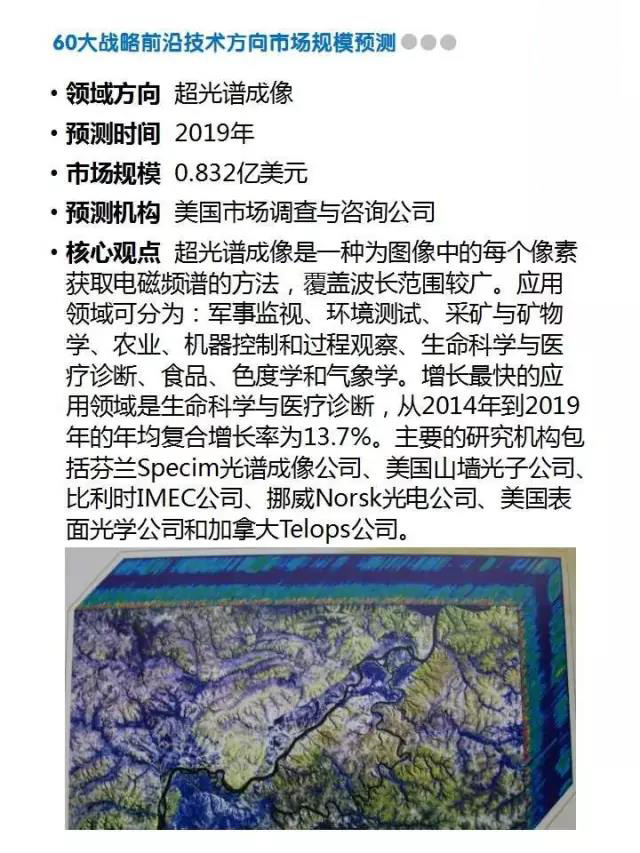 60大战略前沿技术方向市场规模预测
• 领域方向 超光谱成像
• 预测时间 2019年
• 市场规模 0.832亿美元
• 预测机构 美国市场调查与咨询公司
• 核心观点 超光谱成像是一种为图像中的每个像素
获取电磁频谱的方法，覆盖波长范围较广。应用
领域可分为：军事监视、环境测试、采矿与矿物
学、农业、机器控制和过程观察、生命科学与医
疗诊断、食品、色度学和气象学。增长最快的应
用领域是生命科学与医疗诊断，从2014年到2019
年的年均复合增长率为13.7%。主要的研究机构包
括芬兰Specim光谱成像公司、美国山墙光子公司、
比利时IMEC公司、挪威Norsk光电公司、美国表
面光学公司和加拿大Telops公司。